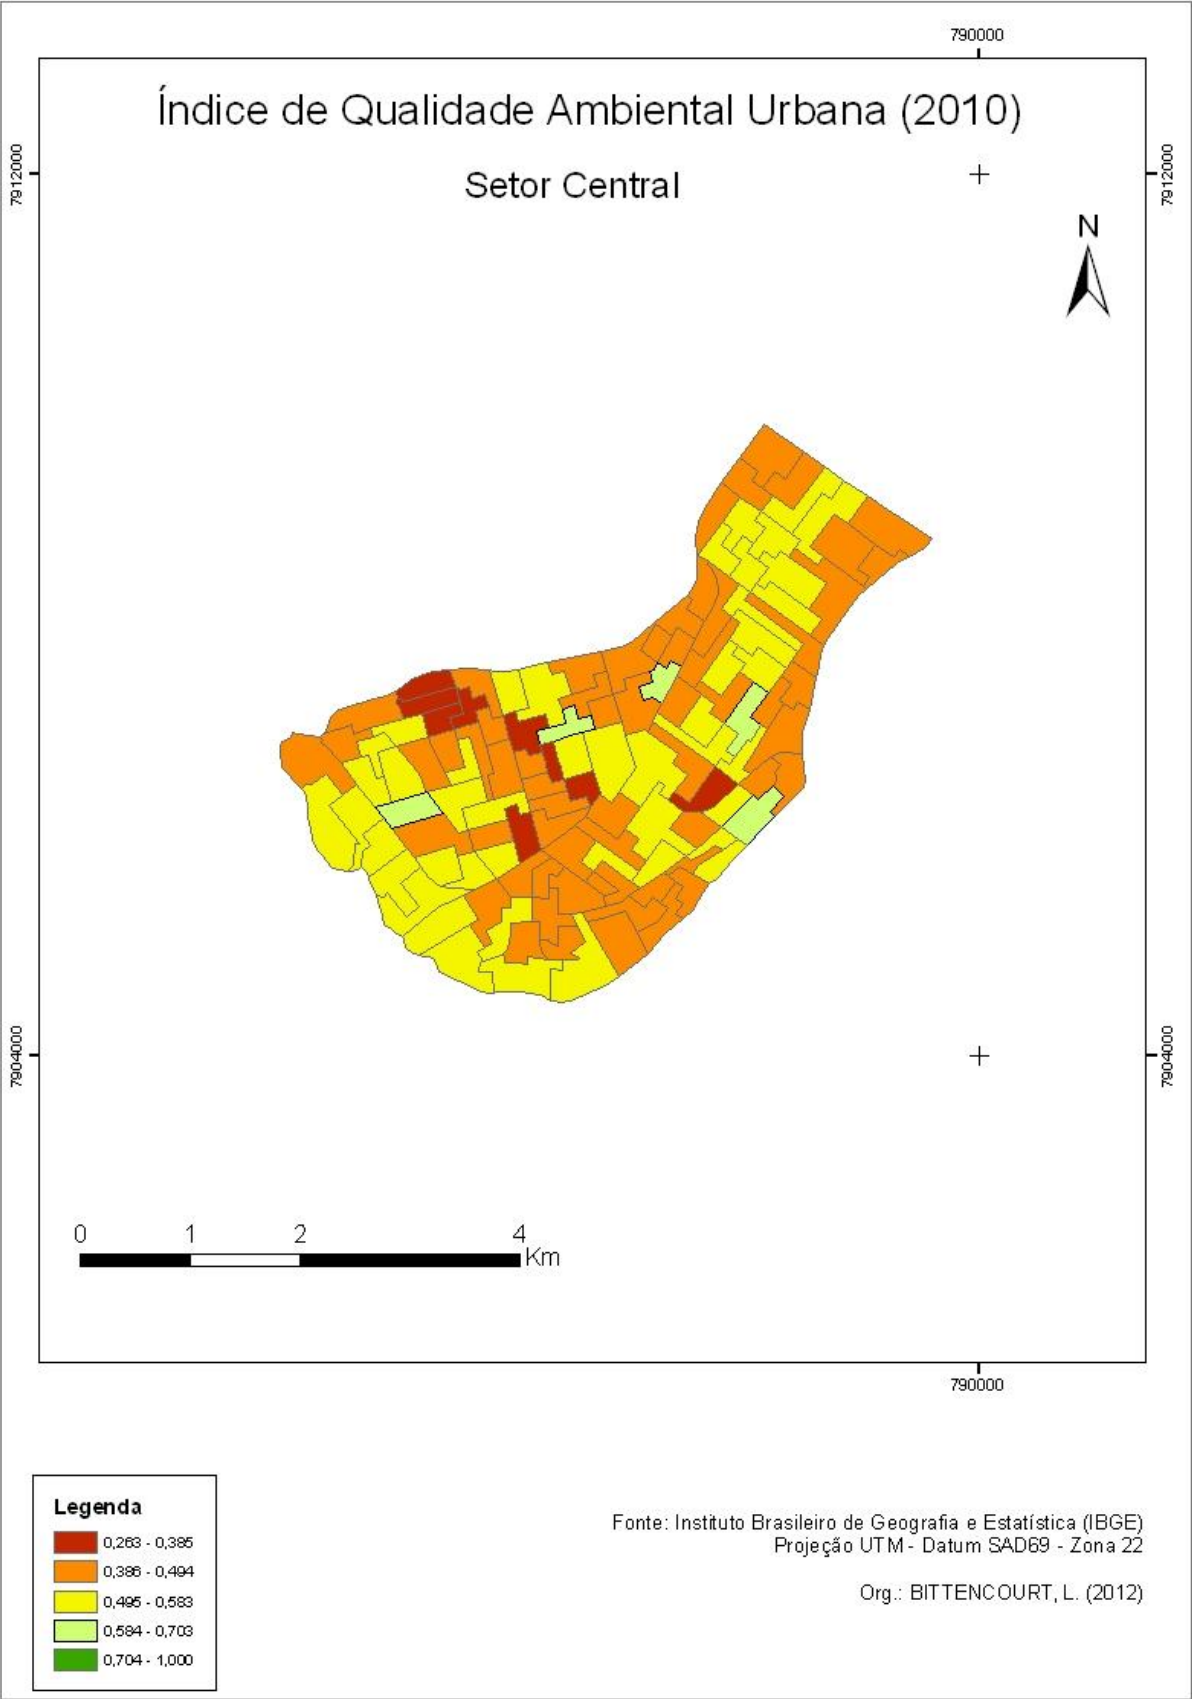 790000
Índice de Qualidade Ambiental Urbana (2010)
Setor Central
7912000
7912000
N
7904000
7904000
0 1 2 4
Km
790000
Legenda
0,263 - 0,385
0,386 - 0,494
0,495 - 0,583
0,584 - 0,703
0,704 - 1,000
Fonte: Instituto Brasileiro de Geografia e Estatística (IBGE)
Projeção UTM - Datum SAD69 - Zona 22
Org.: BITTENCOURT, L. (2012)